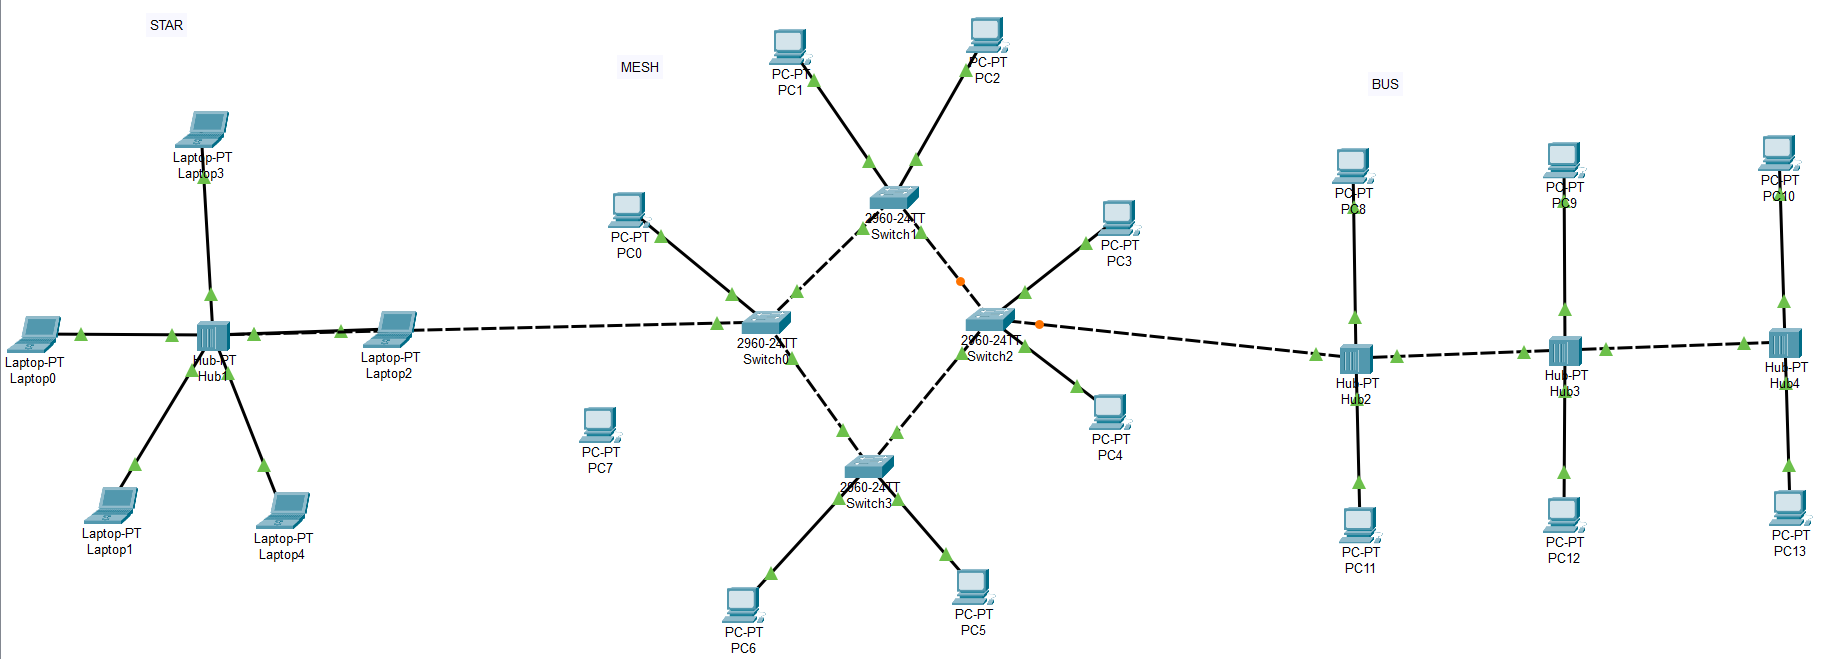 STAR
MESH
BUS
Laptop-PT
Laptop3
Laptop-PT
Laptop0
Hub-PT
Hub1
Laptop-PT
Laptop2
Laptop-PT
Laptop1
Laptop-PT
Laptop4
PC-PT
PC1
PC-PT
PC2
2960-24TT
Switch1
PC-PT
PC0
PC-PT
PC3
2960-24TT
Switch0
2960-24TT
Switch2
PC-PT
PC7
PC-PT
PC4
2960-24TT
Switch3
PC-PT
PC6
PC-PT
PC5
PC-PT
PC8
PC-PT
PC9
PC-PT
PC10
Hub-PT
Hub2
Hub-PT
Hub3
Hub-PT
Hub4
PC-PT
PC11
PC-PT
PC12
PC-PT
PC13